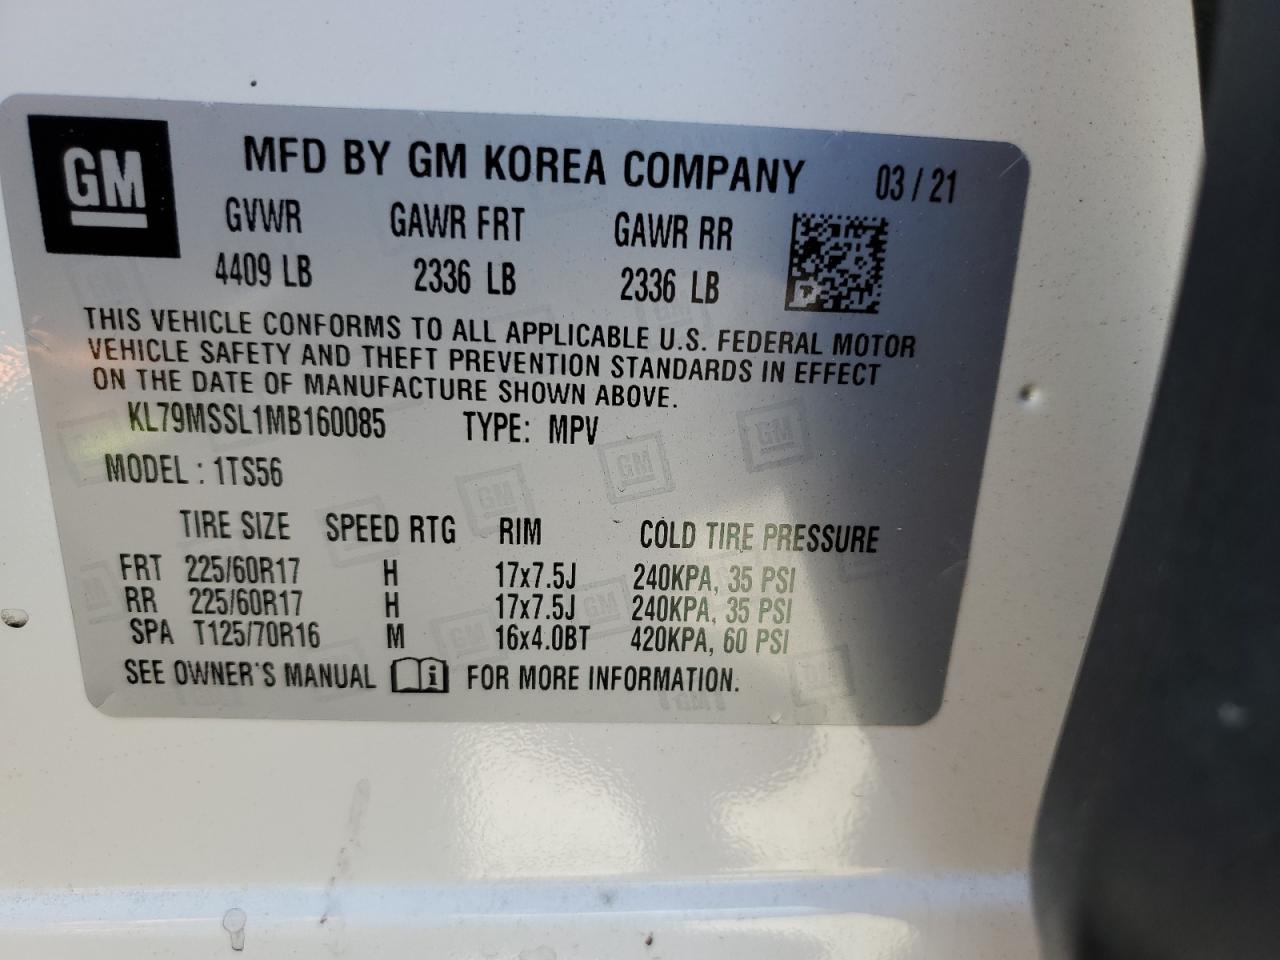 GM MFD BY GM KOREA COMPANY 03 / 21
GVWR GAWR FRT GAWR RR
4409 LB 2336 LB 2336 LB
THIS VEHICLE CONFORMS TO ALL APPLICABLE U.S. FEDERAL MOTOR
VEHICLE SAFETY AND THEFT PREVENTION STANDARDS IN EFFECT
ON THE DATE OF MANUFACTURE SHOWN ABOVE.
KL79MSSL1MB160085 TYPE: MPV
MODEL : 1TS56
TIRE SIZE SPEED RTG RIM COLD TIRE PRESSURE
FRT 225/60R17 H 17x7.5J 240KPA, 35 PSI
RR 225/60R17 H 17x7.5J 240KPA, 35 PSI
SPA T125/70R16 M 16x4.0BT 420KPA, 60 PSI
SEE OWNER'S MANUAL i FOR MORE INFORMATION.